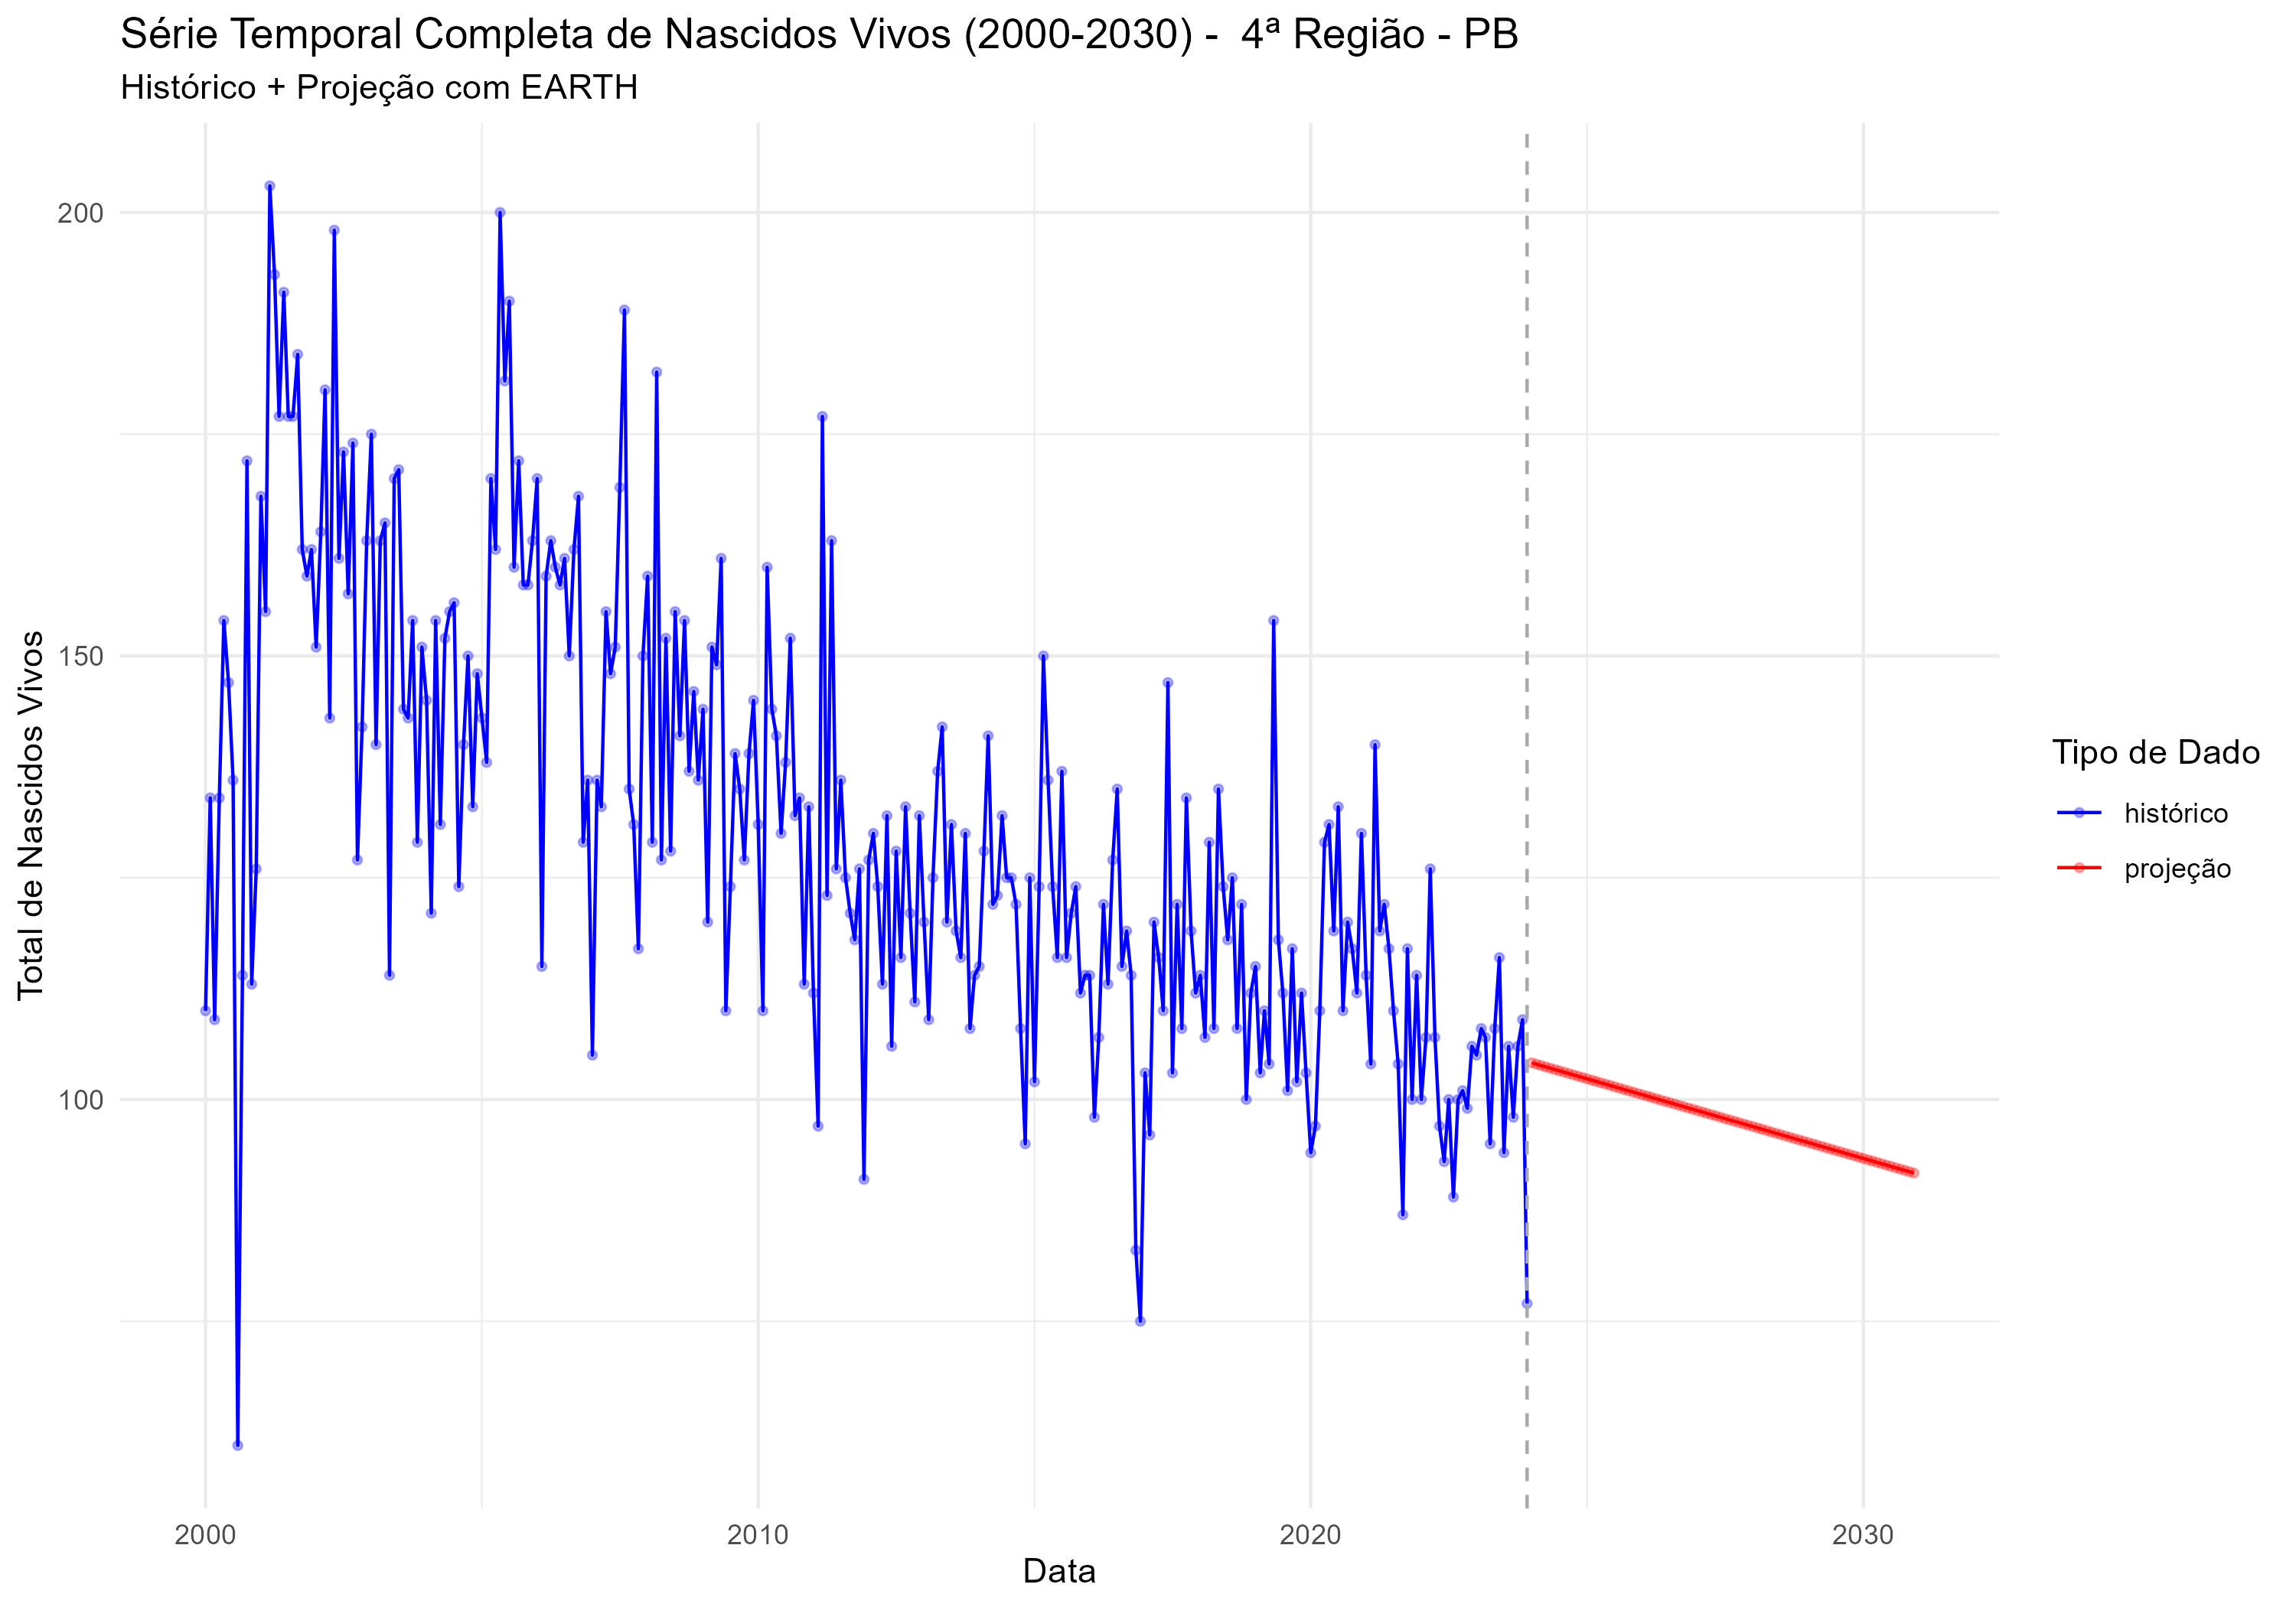 Série Temporal Completa de Nascidos Vivos (2000-2030) -  4ª Região - PB
Histórico + Projeção com EARTH
Total de Nascidos Vivos
200
150
100
2000
2010
2020
2030
Data
Tipo de Dado
histórico
projeção